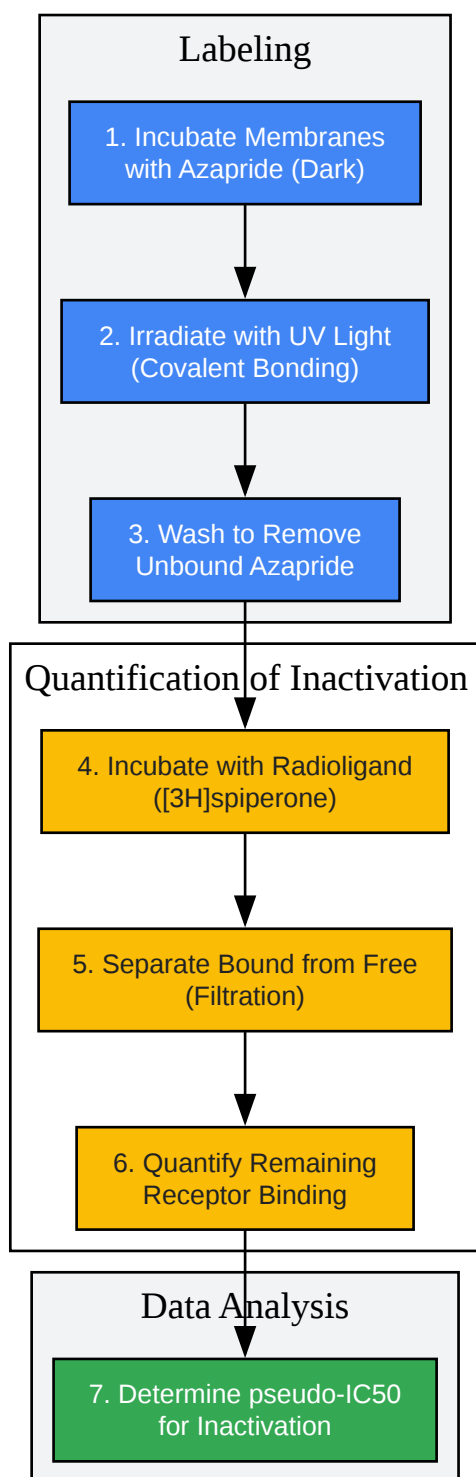 Labeling
1. Incubate Membranes
with Azapride (Dark)
2. Irradiate with UV Light
(Covalent Bonding)
3. Wash to Remove
Unbound Azapride
Quantification of Inactivation
4. Incubate with Radioligand
([3H]spiperone)
5. Separate Bound from Free
(Filtration)
6. Quantify Remaining
Receptor Binding
Data Analysis
7. Determine pseudo-IC50
for Inactivation